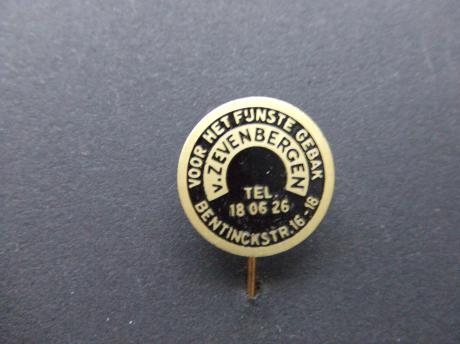 VOOR HET FIJNSTE GEBAK
V. ZEVENBERGEN
TEL.
18 06 26
BENTINCKSTR. 16-18